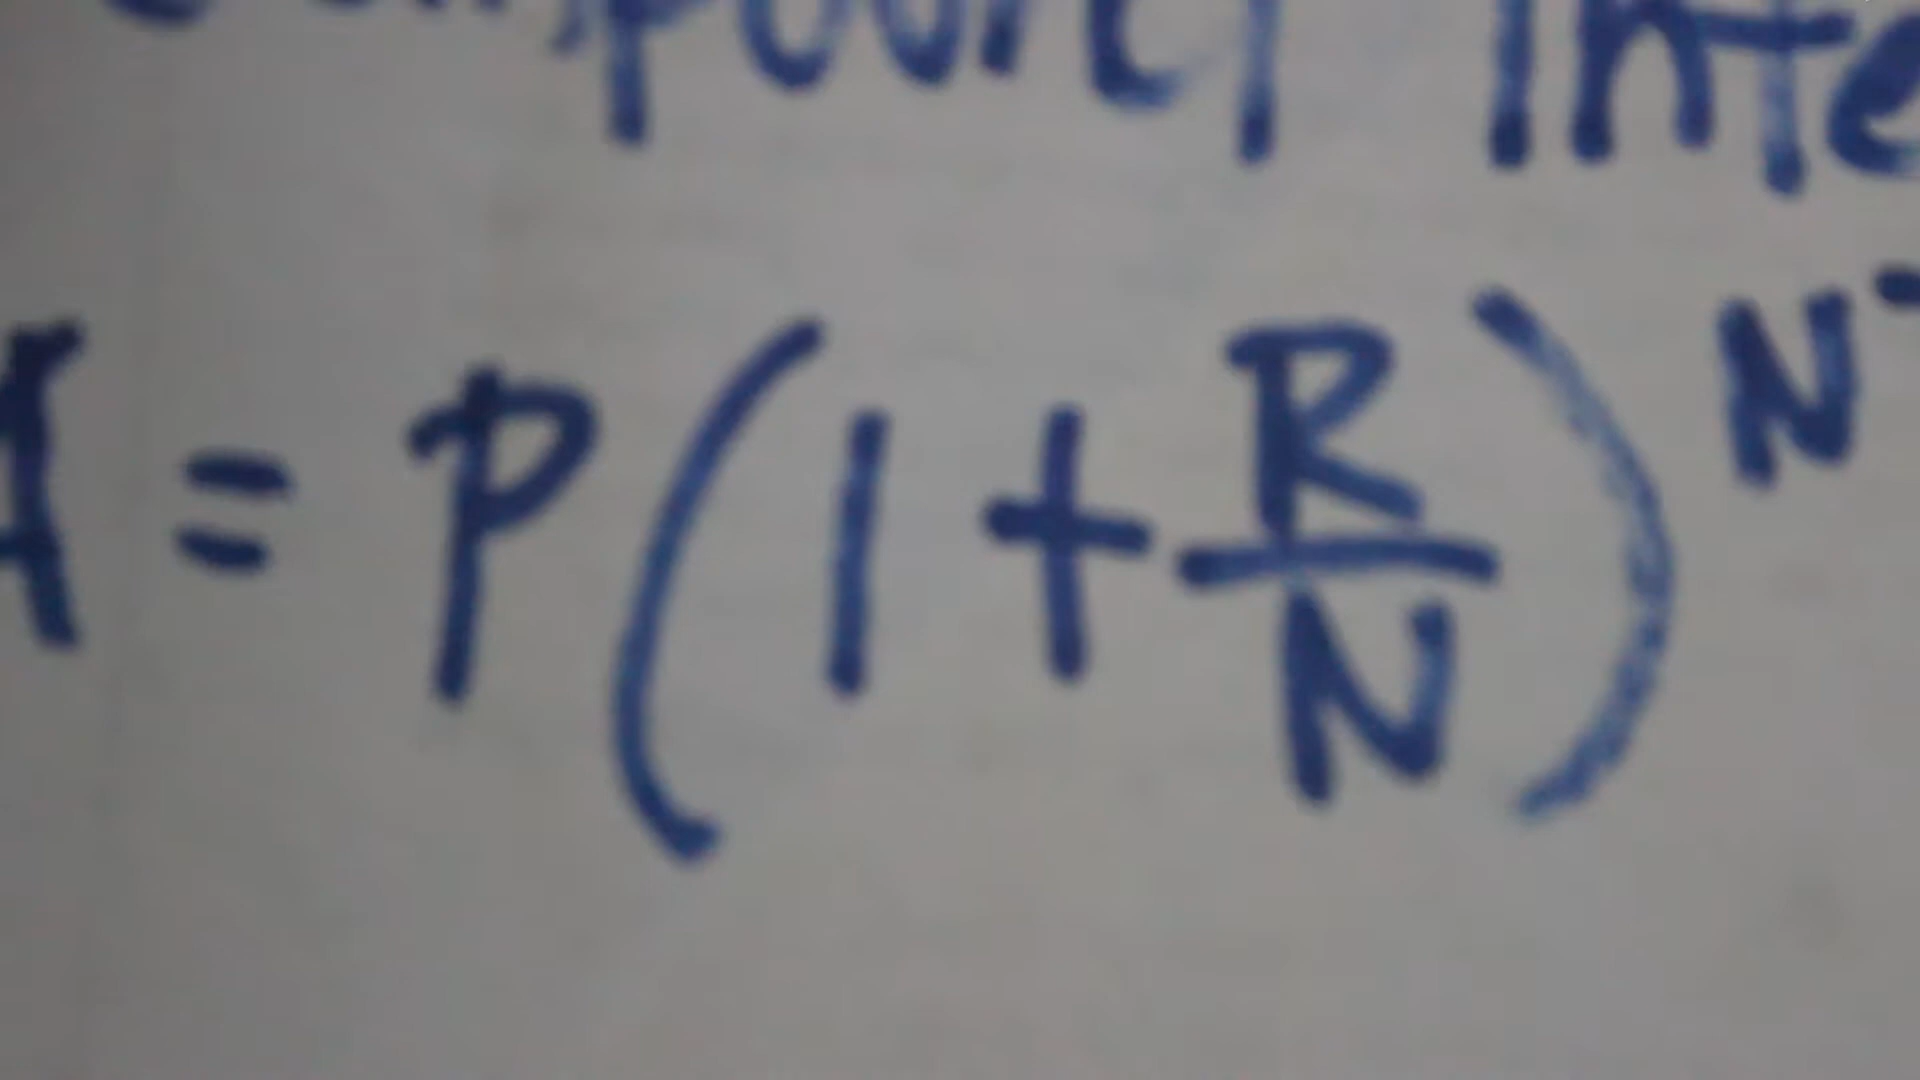 Compound Inte
A = P(1 + R/N)^N